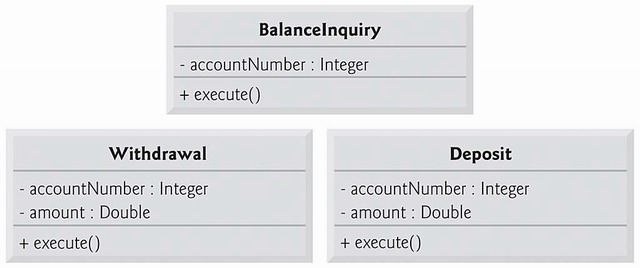 BalanceInquiry
- accountNumber : Integer
+ execute()
Withdrawal
- accountNumber : Integer
- amount : Double
+ execute()
Deposit
- accountNumber : Integer
- amount : Double
+ execute()